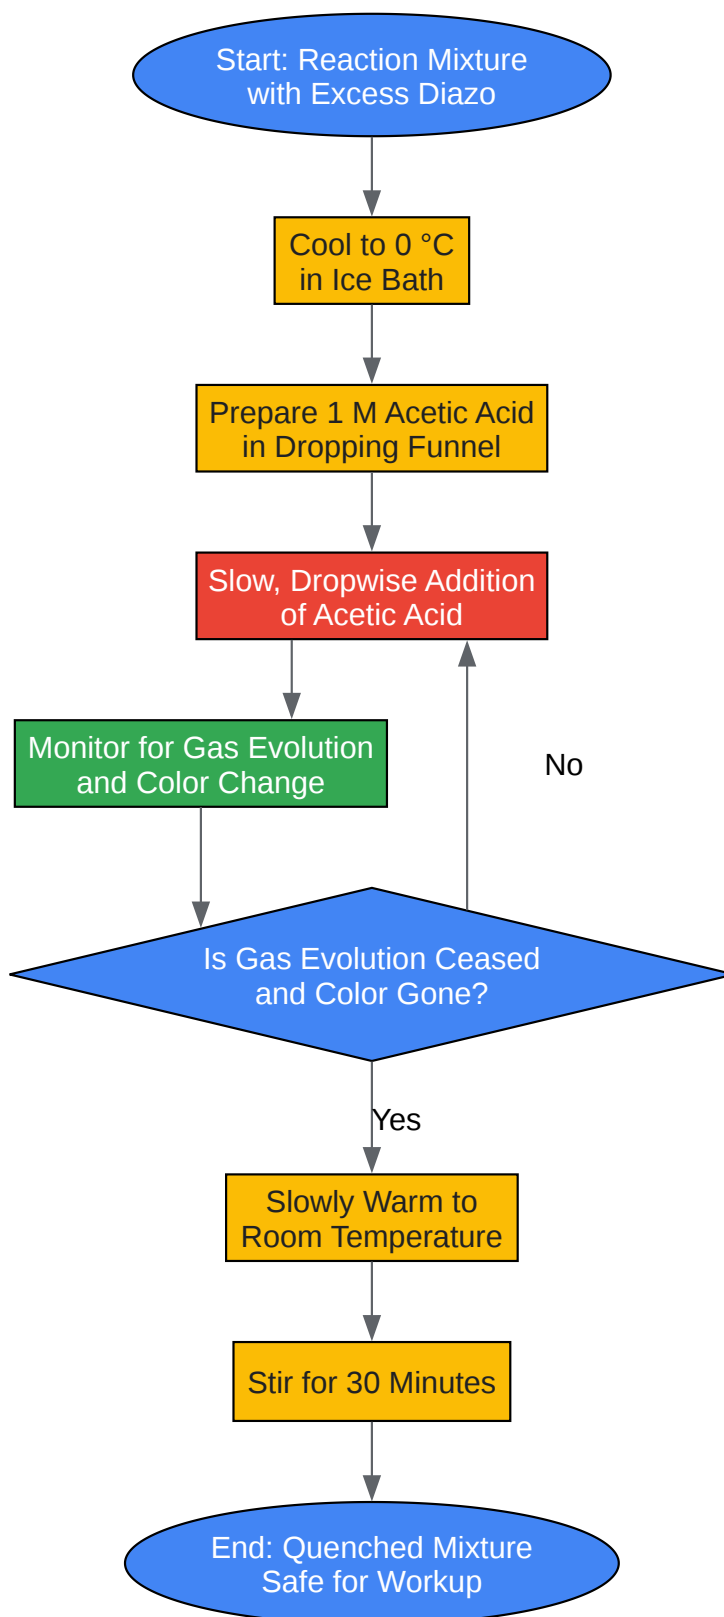 Start: Reaction Mixture
with Excess Diazo
Cool to 0 °C
in Ice Bath
Prepare 1 M Acetic Acid
in Dropping Funnel
Slow, Dropwise Addition
of Acetic Acid
Monitor for Gas Evolution
and Color Change
No
Is Gas Evolution Ceased
and Color Gone?
Yes
Slowly Warm to
Room Temperature
Stir for 30 Minutes
End: Quenched Mixture
Safe for Workup